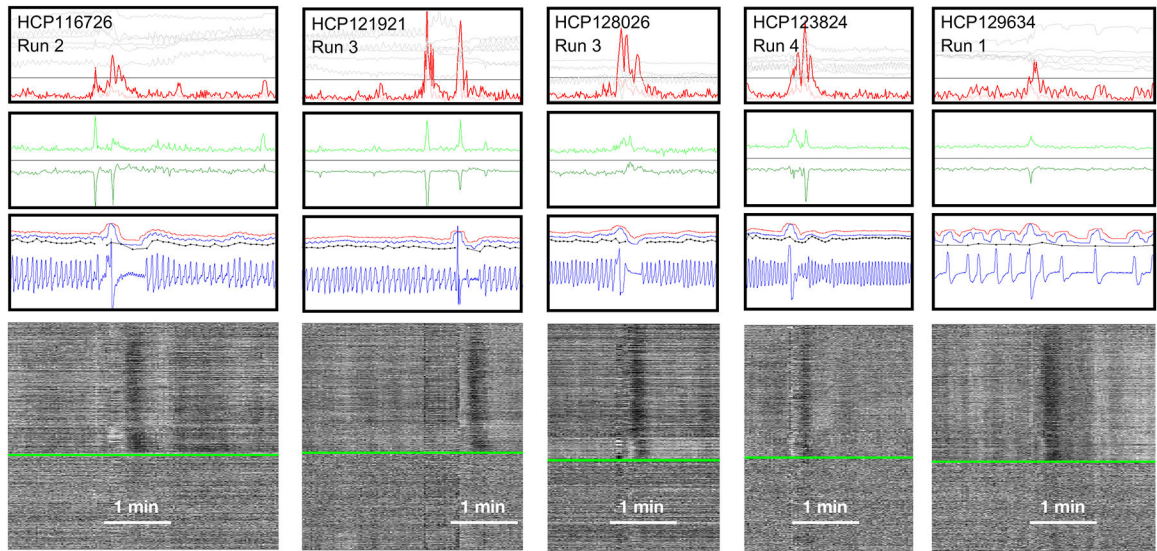 HCP116726
Run 2
HCP121921
Run 3
HCP128026
Run 3
HCP123824
Run 4
HCP129634
Run 1
1 min
1 min
1 min
1 min
1 min